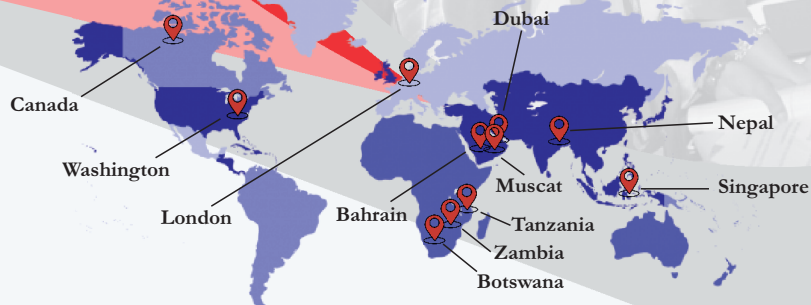 Dubai
Canada
Nepal
Washington
Muscat
Singapore
London
Bahrain
Tanzania
Zambia
Botswana